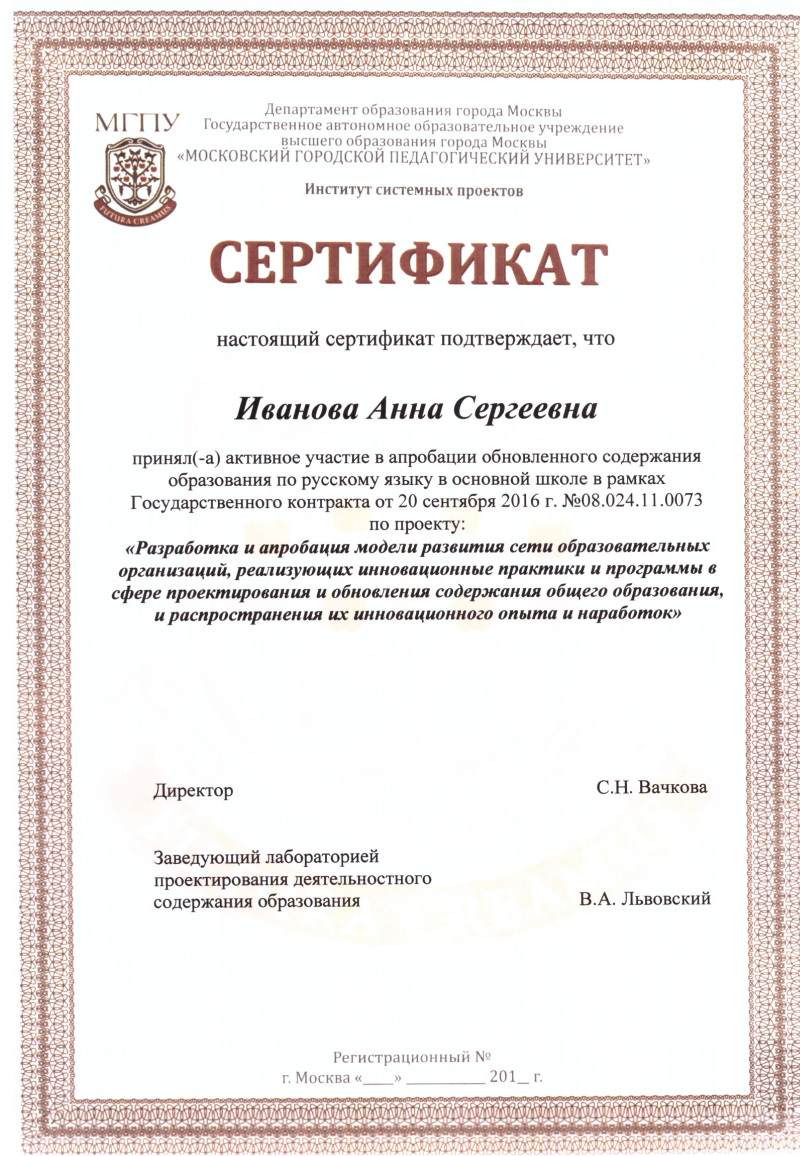 МГПУ
FUTURA CREAMUS
Департамент образования города Москвы
Государственное автономное образовательное учреждение
высшего образования города Москвы
«МОСКОВСКИЙ ГОРОДСКОЙ ПЕДАГОГИЧЕСКИЙ УНИВЕРСИТЕТ»
Институт системных проектов
СЕРТИФИКАТ
настоящий сертификат подтверждает, что
Иванова Анна Сергеевна
принял(-а) активное участие в апробации обновленного содержания
образования по русскому языку в основной школе в рамках
Государственного контракта от 20 сентября 2016 г. №08.024.11.0073
по проекту:
«Разработка и апробация модели развития сети образовательных
организаций, реализующих инновационные практики и программы в
сфере проектирования и обновления содержания общего образования,
и распространения их инновационного опыта и наработок»
Директор
С.Н. Вачкова
Заведующий лабораторией
проектирования деятельностного
содержания образования
В.А. Львовский
Регистрационный №
г. Москва «____» ___________ 201__ г.